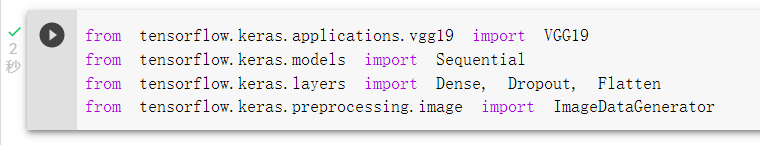 2
秒
from tensorflow.keras.applications.vgg19 import VGG19
from tensorflow.keras.models import Sequential
from tensorflow.keras.layers import Dense, Dropout, Flatten
from tensorflow.keras.preprocessing.image import ImageDataGenerator